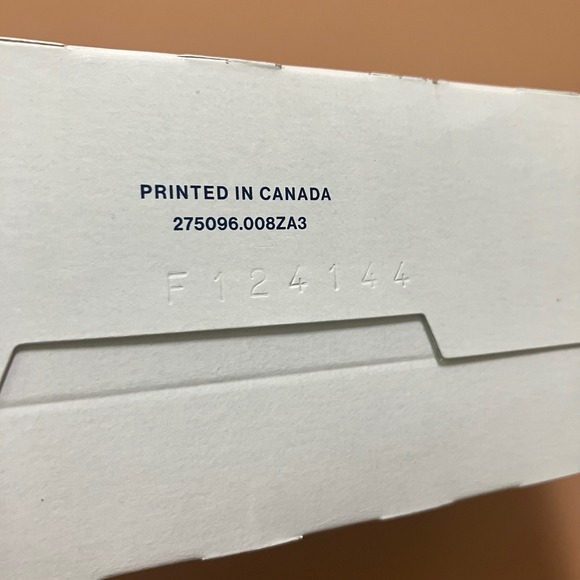 PRINTED IN CANADA
275096.008ZA3
F124144